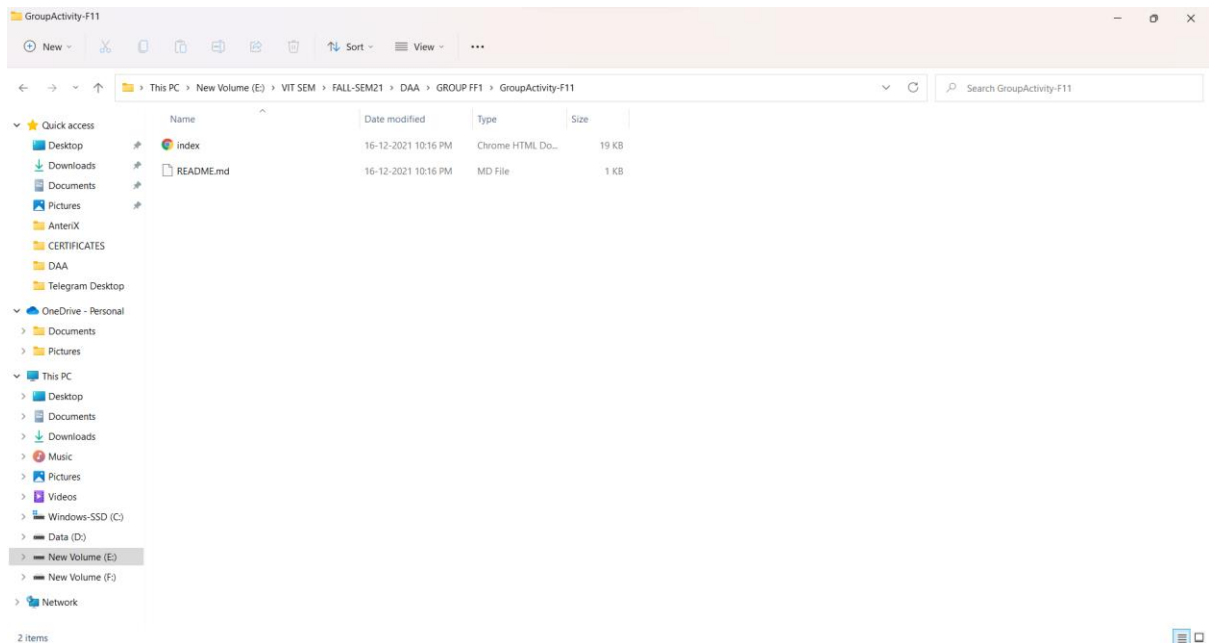 GroupActivity-F11
New
Sort
View
This PC > New Volume (E:) > VIT SEM > FALL-SEM21 > DAA > GROUP FF1 > GroupActivity-F11
Search GroupActivity-F11
Name Date modified Type Size
index 16-12-2021 10:16 PM Chrome HTML Do... 19 KB
README.md 16-12-2021 10:16 PM MD File 1 KB
Quick access
Desktop
Downloads
Documents
Pictures
AnteriX
CERTIFICATES
DAA
Telegram Desktop
OneDrive - Personal
Documents
Pictures
This PC
Desktop
Documents
Downloads
Music
Pictures
Videos
Windows-SSD (C:)
Data (D:)
New Volume (E:)
New Volume (F:)
Network
2 items